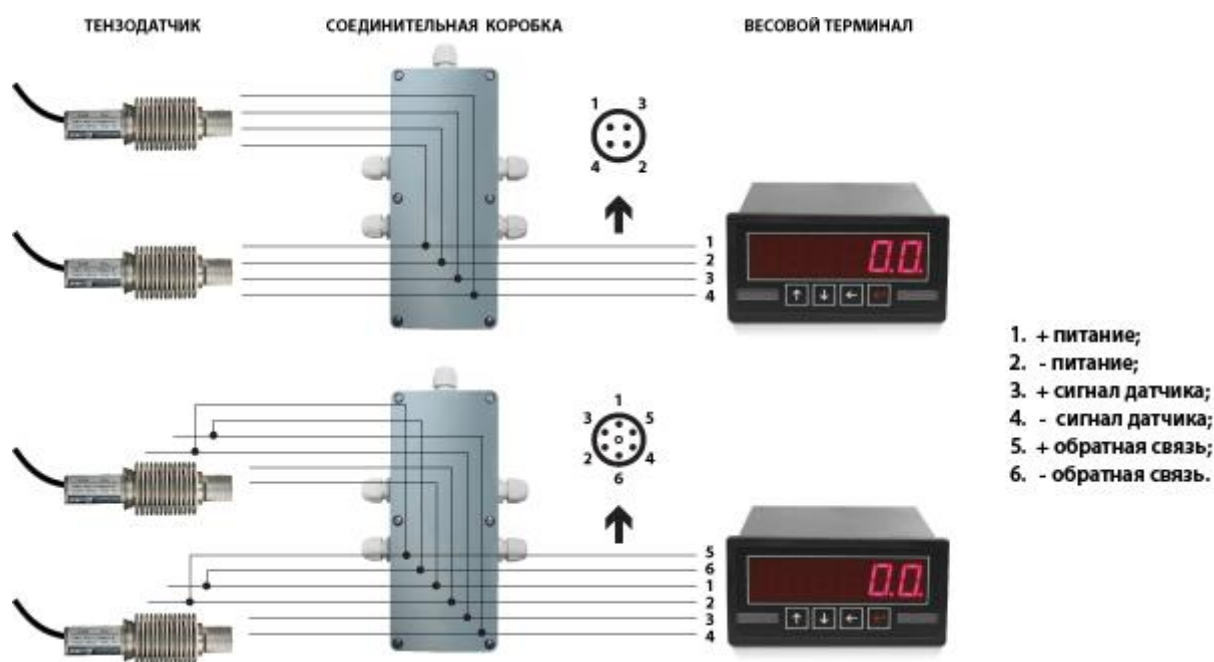 ТЕНЗОДАТЧИК СОЕДИНИТЕЛЬНАЯ КОРОБКА ВЕСОВОЙ ТЕРМИНАЛ
1 3
4 2
1
2
3
4
0.0.
1. + питание;
2. - питание;
3. + сигнал датчика;
4. - сигнал датчика;
5. + обратная связь;
6. - обратная связь.
1
3 5
2 4
6
5
6
1
2
3
4
0.0.